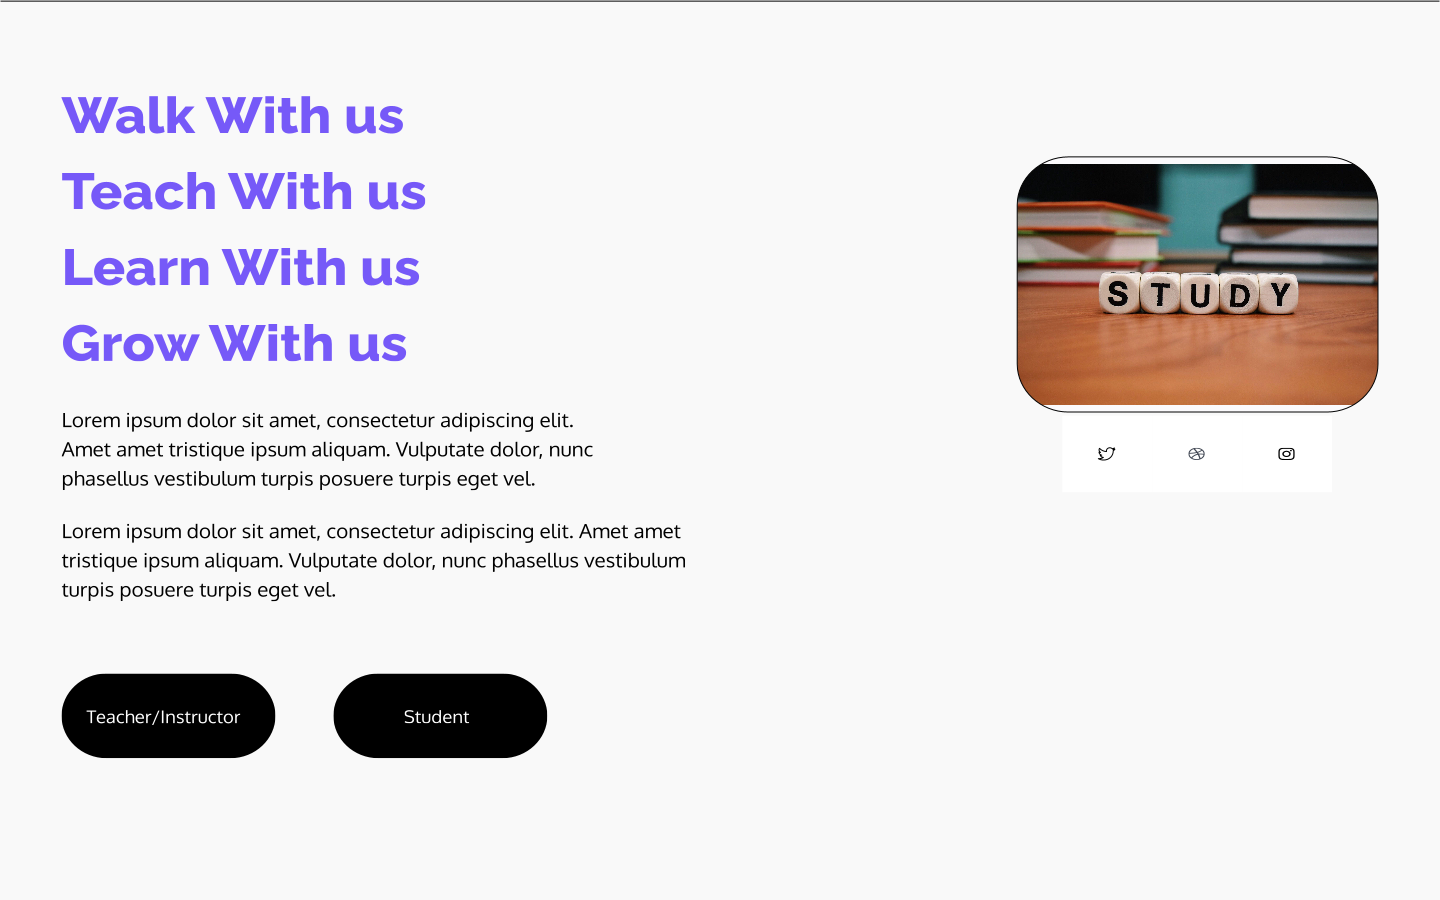 Walk With us
Teach With us
Learn With us
Grow With us
Lorem ipsum dolor sit amet, consectetur adipiscing elit.
Amet amet tristique ipsum aliquam. Vulputate dolor, nunc
phasellus vestibulum turpis posuere turpis eget vel.
Lorem ipsum dolor sit amet, consectetur adipiscing elit. Amet amet
tristique ipsum aliquam. Vulputate dolor, nunc phasellus vestibulum
turpis posuere turpis eget vel.
Teacher/Instructor
Student
STUDY